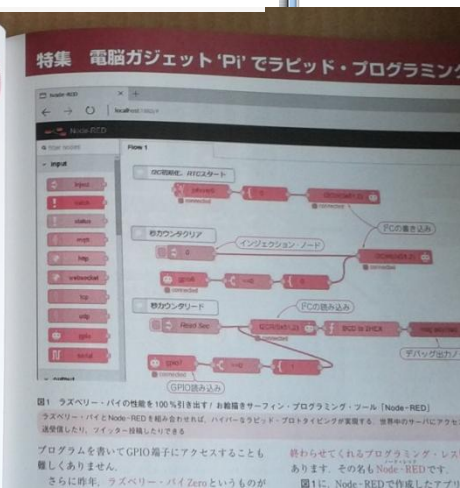 特集 電脳ガジェット‘Pi’でラピッド・プログラミング
Node-RED
Node-RED
Flow 1
input
inject
catch
status
mqtt
http
websocket
tcp
udp
gpio
serial
output
I2C初期化,RTCスタート
connected
connected
秒カウンタクリア
インジェクション・ノード
I²Cの書き込み
connected
connected
秒カウンタリード
I²Cの読み込み
Read Sec
BCD to 2HEX
connected
デバッグ出力ノ
connected
GPIO読み込み
図1 ラズベリー・パイの性能を100%引き出す!お絵描きサーフィン・プログラミング・ツール「Node-RED」
ラズベリー・パイとNode-REDを組み合わせれば,ハイパーなラピッド・プロトタイピングが実現する.世界中のサーバにアクセス
送受信したり,ツイッター投稿したりできる
プログラムを書いてGPIO端子にアクセスすることも
難しくありません.
さらに昨年,ラズベリー・パイZeroというものが
終わらせてくれるプログラミング・レス
あります.その名もNode-REDです.
図1に,Node-REDで作成したアプリ